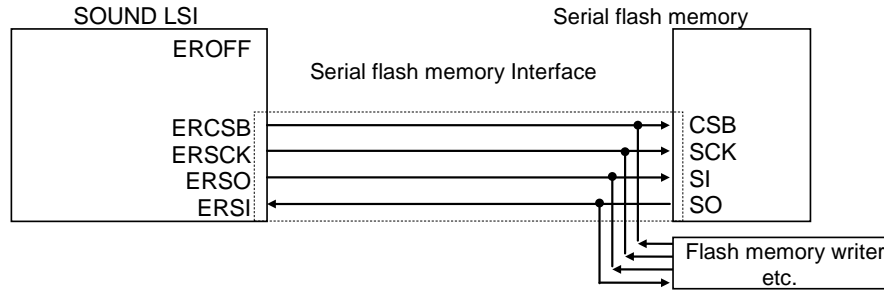 SOUND LSI
Serial flash memory
EROFF
Serial flash memory Interface
ERCSB
CSB
ERSCK
SCK
ERSO
SI
ERSI
SO
Flash memory writer
etc.